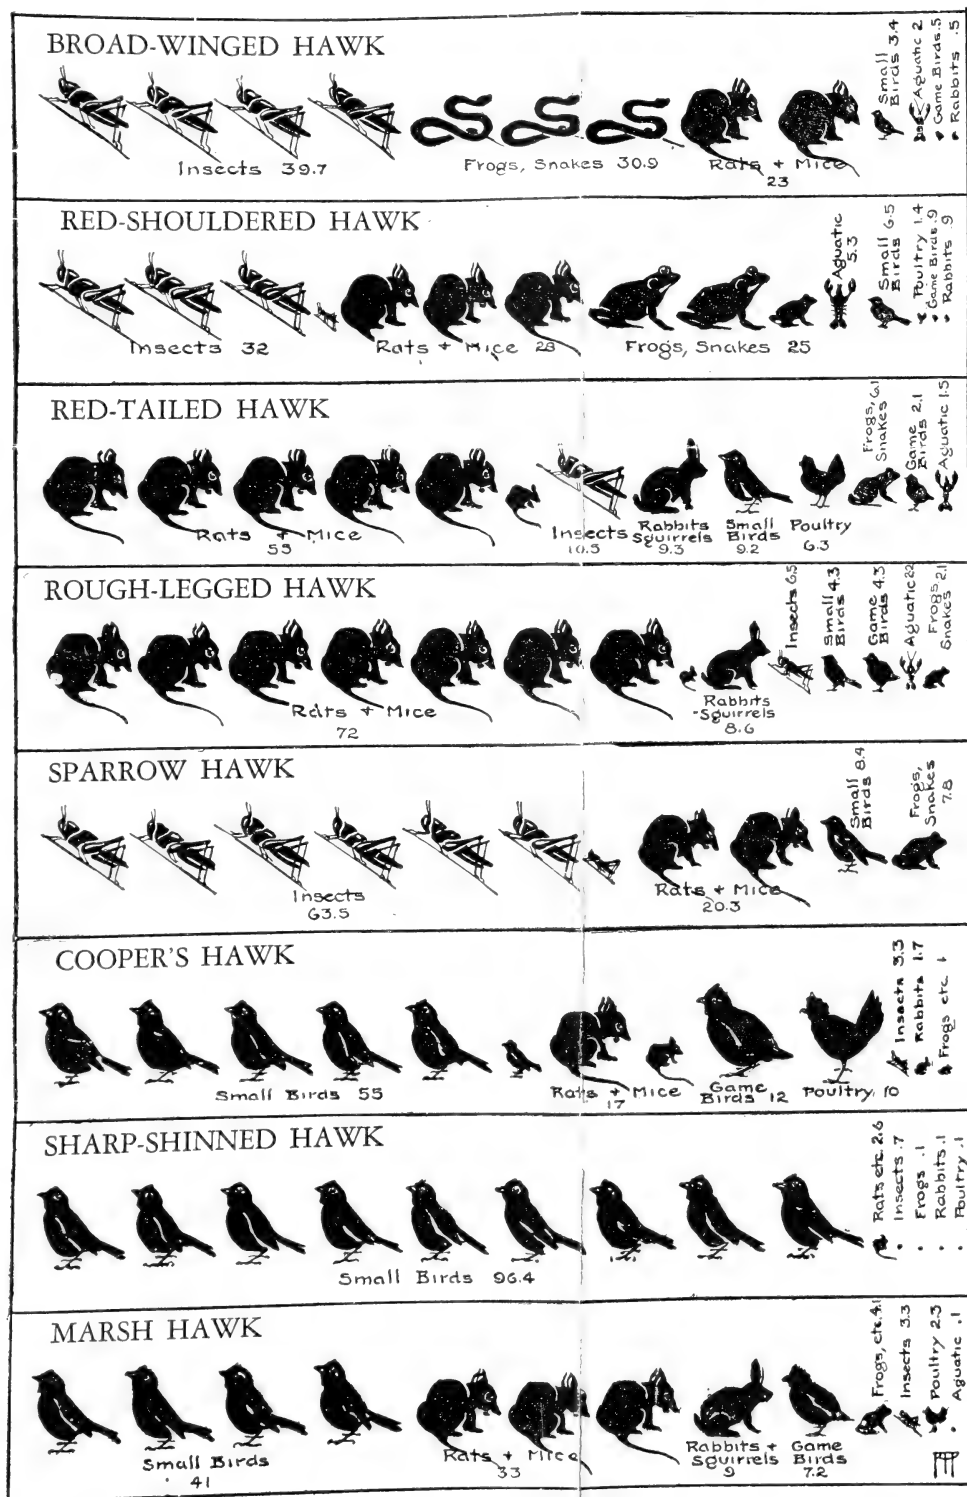 BROAD-WINGED HAWK
Insects 39.7
Frogs, Snakes 30.9
Rats + Mice
23
Small
Birds 3.4
Aquatic 2
Game Birds .5
Rabbits .5
RED-SHOULDERED HAWK
Insects 32
Rats + Mice 28
Frogs, Snakes 25
Aquatic
5.3
Small
Birds 6.5
Poultry 1.4
Game Birds .9
Rabbits .9
RED-TAILED HAWK
Rats + Mice
55
Insects
10.5
Rabbits
Squirrels
9.3
Small
Birds
9.2
Poultry
6.3
Frogs, 6.1
Snakes
Game
Birds 2.1
Aquatic 1.5
ROUGH-LEGGED HAWK
Rats + Mice
72
Rabbits
Squirrels
8.6
Insects 6.5
Small
Birds 4.3
Game
Birds 4.3
Aquatic 2.2
Frogs,
Snakes 2.1
SPARROW HAWK
Insects
63.5
Rats + Mice
20.3
Small
Birds 8.4
Frogs,
Snakes
7.8
COOPER'S HAWK
Small Birds 55
Rats + Mice
17
Game
Birds 12
Poultry, 10
Insects 3.3
Rabbits 1.7
Frogs etc. 1
SHARP-SHINNED HAWK
Small Birds 96.4
Rats etc. 2.6
Insects .7
Frogs .1
Rabbits .1
Poultry .1
MARSH HAWK
Small Birds
41
Rats + Mice
33
Rabbits +
Squirrels
9
Game
Birds
7.2
Frogs, etc. 4.1
Insects 3.3
Poultry 2.3
Aquatic .1